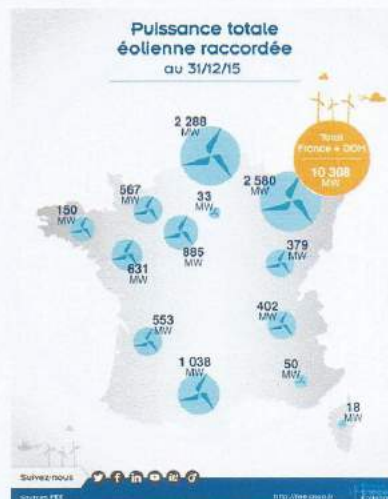 Puissance totale
éolienne raccordée
au 31/12/15
Total
France + DOM
10 308
MW
2 288
MW
567
MW
33
MW
2 580
MW
150
MW
885
MW
379
MW
631
MW
402
MW
553
MW
1 038
MW
50
MW
18
MW
Suivez-nous